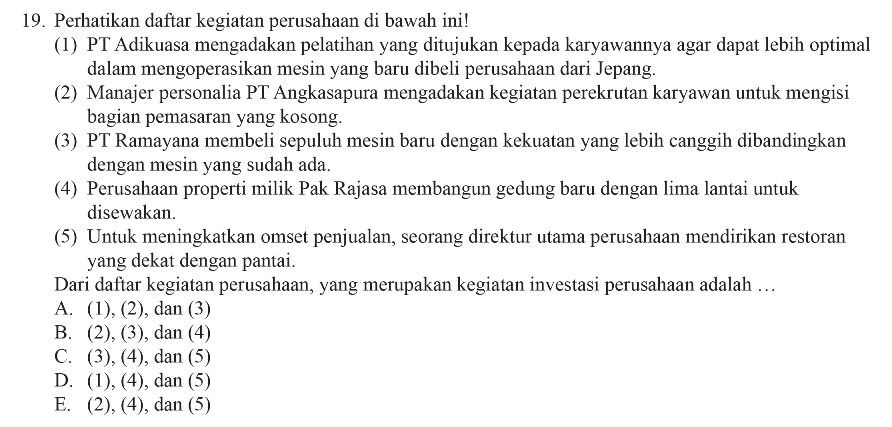 19. Perhatikan daftar kegiatan perusahaan di bawah ini!
(1) PT Adikuasa mengadakan pelatihan yang ditujukan kepada karyawannya agar dapat lebih optimal
dalam mengoperasikan mesin yang baru dibeli perusahaan dari Jepang.
(2) Manajer personalia PT Angkasapura mengadakan kegiatan perekrutan karyawan untuk mengisi
bagian pemasaran yang kosong.
(3) PT Ramayana membeli sepuluh mesin baru dengan kekuatan yang lebih canggih dibandingkan
dengan mesin yang sudah ada.
(4) Perusahaan properti milik Pak Rajasa membangun gedung baru dengan lima lantai untuk
disewakan.
(5) Untuk meningkatkan omset penjualan, seorang direktur utama perusahaan mendirikan restoran
yang dekat dengan pantai.
Dari daftar kegiatan perusahaan, yang merupakan kegiatan investasi perusahaan adalah …
A. (1), (2), dan (3)
B. (2), (3), dan (4)
C. (3), (4), dan (5)
D. (1), (4), dan (5)
E. (2), (4), dan (5)